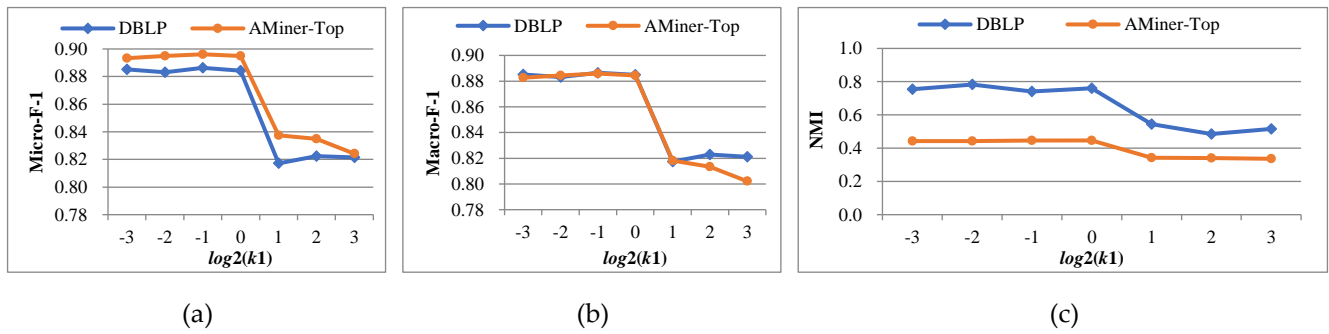 DBLP AMiner-Top
0.90
0.88
0.86
0.84
0.82
0.80
0.78
Micro-F-1
-3 -2 -1 0 1 2 3
log2(k1)
(a)
DBLP AMiner-Top
0.90
0.88
0.86
0.84
0.82
0.80
0.78
Macro-F-1
-3 -2 -1 0 1 2 3
log2(k1)
(b)
DBLP AMiner-Top
1.0
0.8
0.6
0.4
0.2
0.0
NMI
-3 -2 -1 0 1 2 3
log2(k1)
(c)